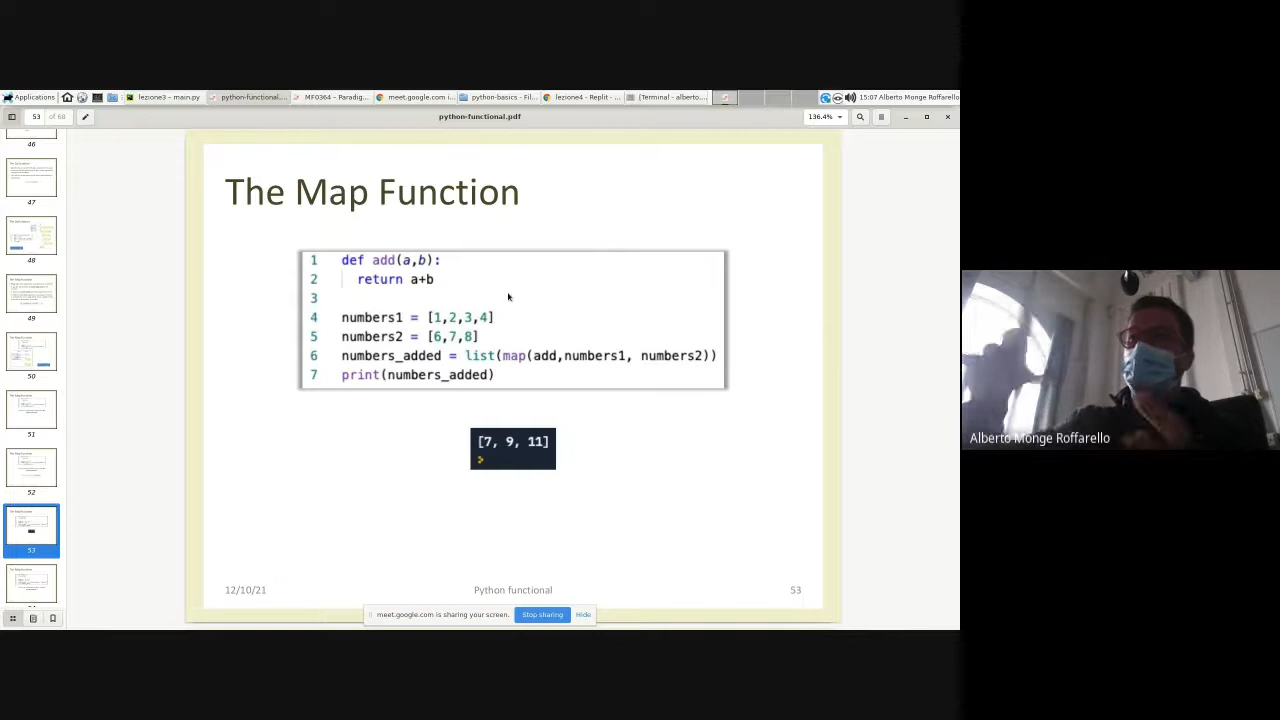 Applications
lezione3 – main.py
python-functional....
MF0364 – Paradig...
meet.google.com i...
python-basics - Fil...
lezione4 - Replit - ...
[Terminal - alberto....
15:07 Alberto Monge Roffarello
53 of 68
python-functional.pdf
136.4%
46
47
48
49
50
51
52
53
The Map Function
1 def add(a,b):
2 return a+b
3
4 numbers1 = [1,2,3,4]
5 numbers2 = [6,7,8]
6 numbers_added = list(map(add,numbers1, numbers2))
7 print(numbers_added)
[7, 9, 11]
12/10/21 Python functional 53
meet.google.com is sharing your screen. Stop sharing Hide
Alberto Monge Roffarello